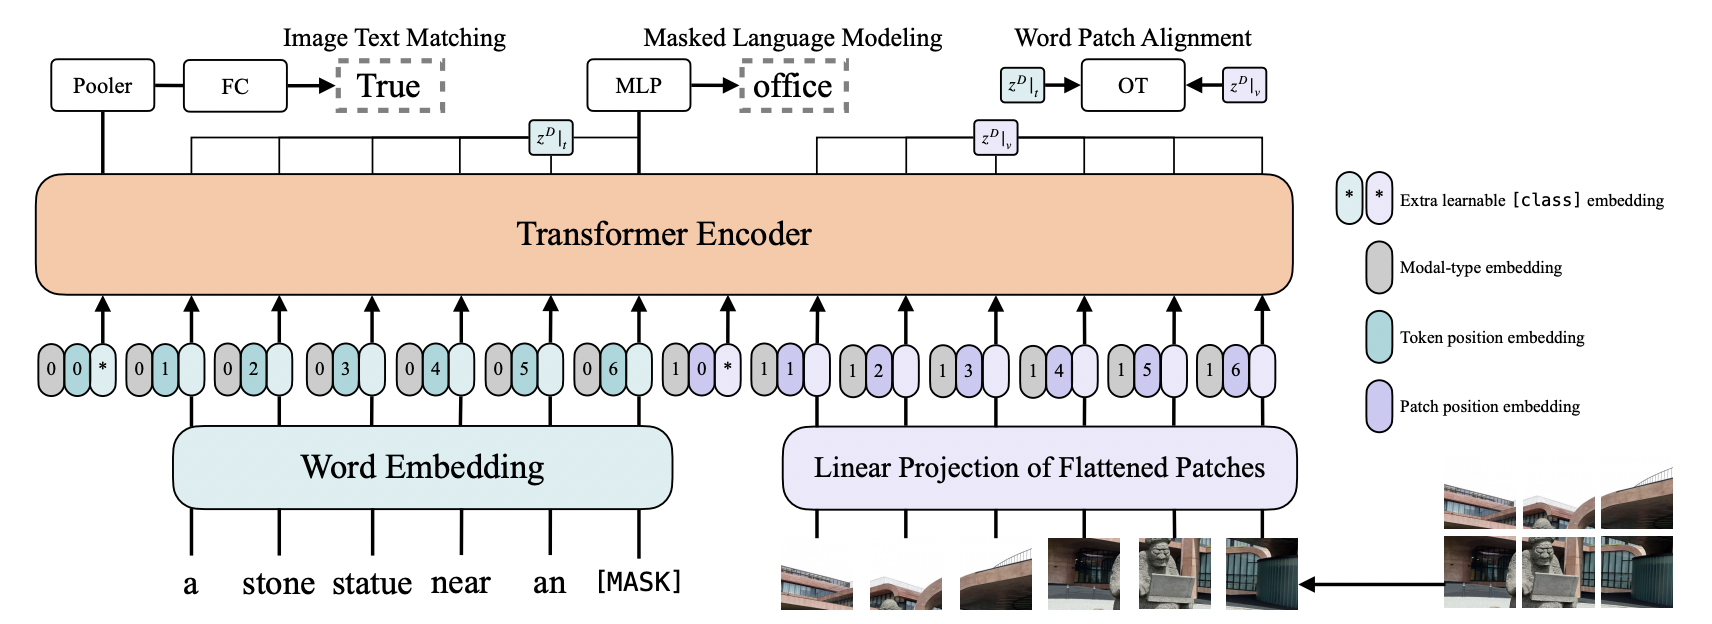 Image Text Matching Masked Language Modeling Word Patch Alignment
Pooler FC True MLP office z^D|_t OT z^D|_v
z^D|_t z^D|_v
Transformer Encoder
* * Extra learnable [class] embedding
Modal-type embedding
Token position embedding
Patch position embedding
0 0 * 0 1 0 2 0 3 0 4 0 5 0 6 1 0 * 1 1 1 2 1 3 1 4 1 5 1 6
Word Embedding Linear Projection of Flattened Patches
a stone statue near an [MASK]